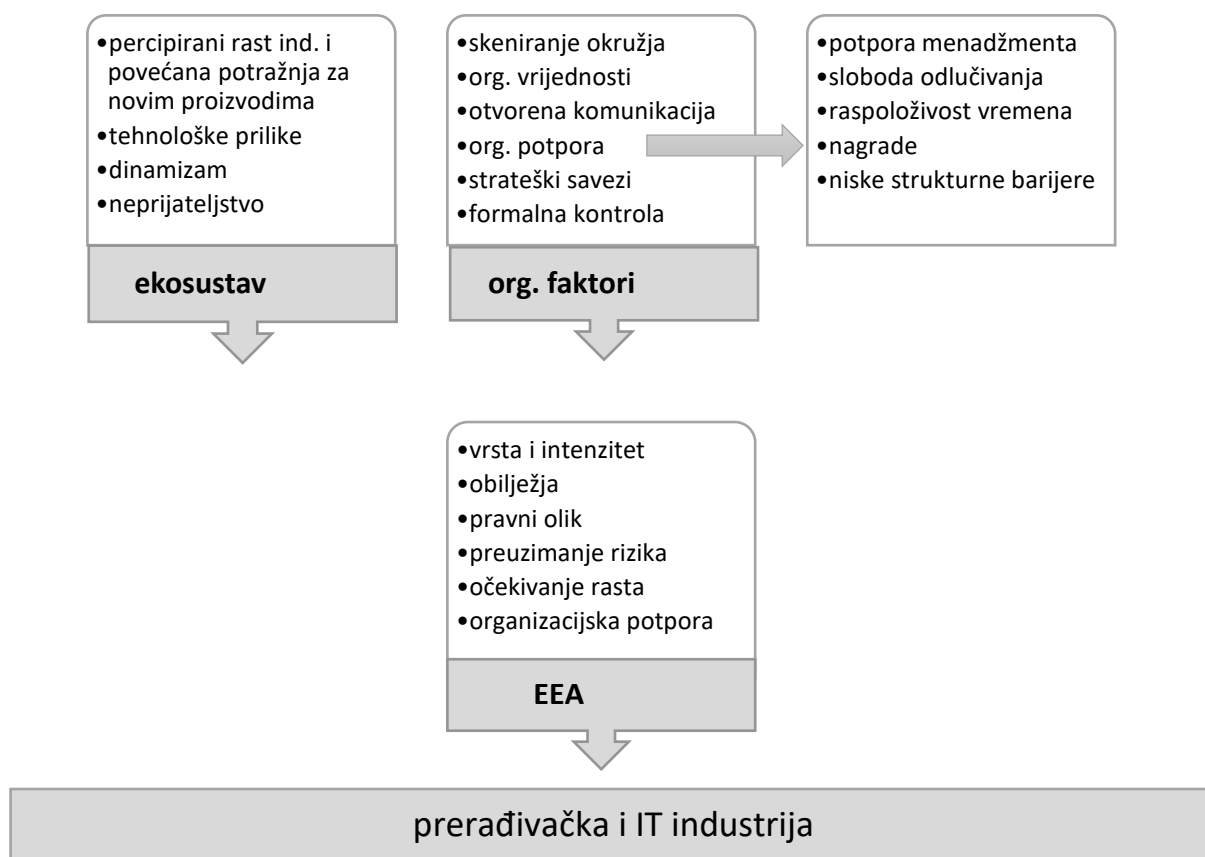 •percipirani rast ind. i
povećana potražnja za
novim proizvodima
•tehnološke prilike
•dinamizam
•neprijateljstvo
ekosustav
•skeniranje okružja
•org. vrijednosti
•otvorena komunikacija
•org. potpora
•strateški savezi
•formalna kontrola
org. faktori
•potpora menadžmenta
•sloboda odlučivanja
•raspoloživost vremena
•nagrade
•niske strukturne barijere
•vrsta i intenzitet
•obilježja
•pravni olik
•preuzimanje rizika
•očekivanje rasta
•organizacijska potpora
EEA
prerađivačka i IT industrija